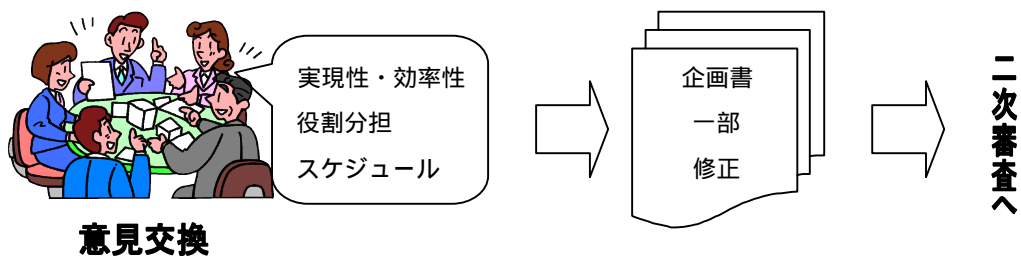 実現性・効率性
役割分担
スケジュール
意見交換
企画書
一部
修正
二次審査へ